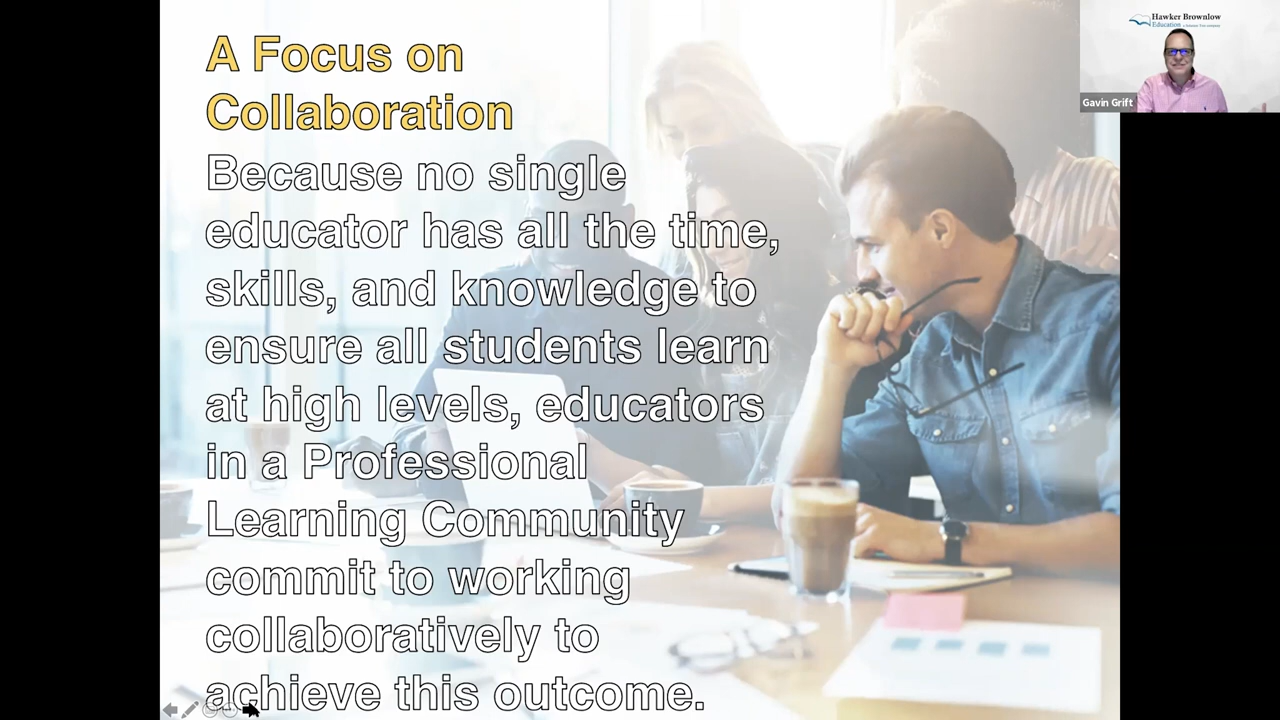 A Focus on
Collaboration
Because no single
educator has all the time,
skills, and knowledge to
ensure all students learn
at high levels, educators
in a Professional
Learning Community
commit to working
collaboratively to
achieve this outcome.
Hawker Brownlow
Education
Gavin Grift